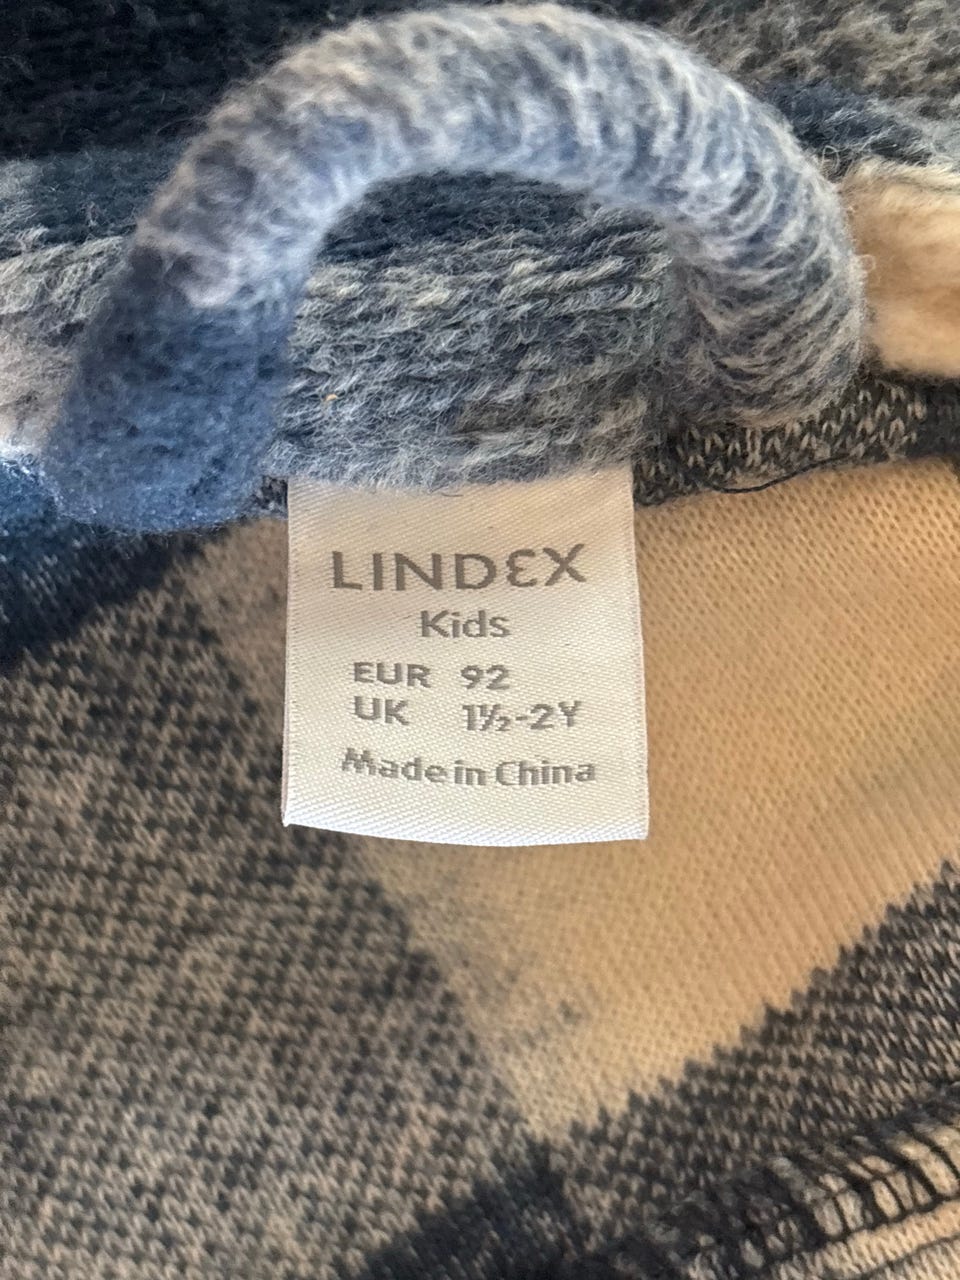 LINDEX
Kids
EUR 92
UK 1½-2Y
Made in China